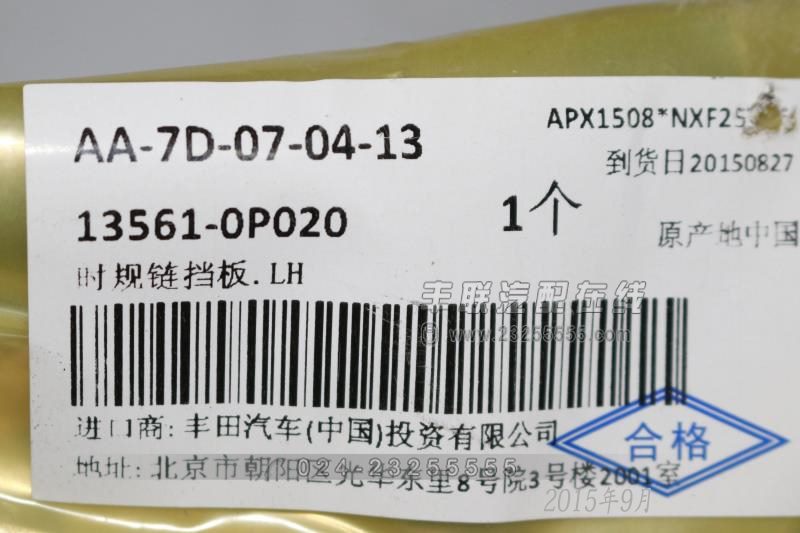 AA-7D-07-04-13
APX1508*NXF25
到货日20150827
13561-0P020
1个
原产地中国
时规链挡板.LH
丰联汽配在线
www.23255555.com
进口商:丰田汽车(中国)投资有限公司
合格
地址:北京市朝阳区光华东里8号院3号楼2001室
024-23255555
2015年9月